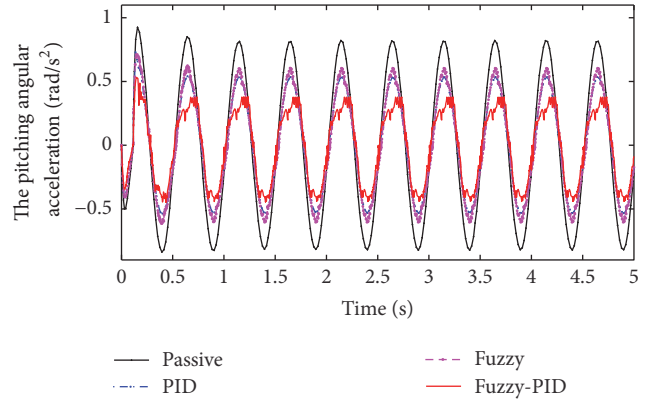 The pitching angular
acceleration (rad/s²)
1
0.5
0
−0.5
0 0.5 1 1.5 2 2.5 3 3.5 4 4.5 5
Time (s)
Passive
PID
Fuzzy
Fuzzy-PID